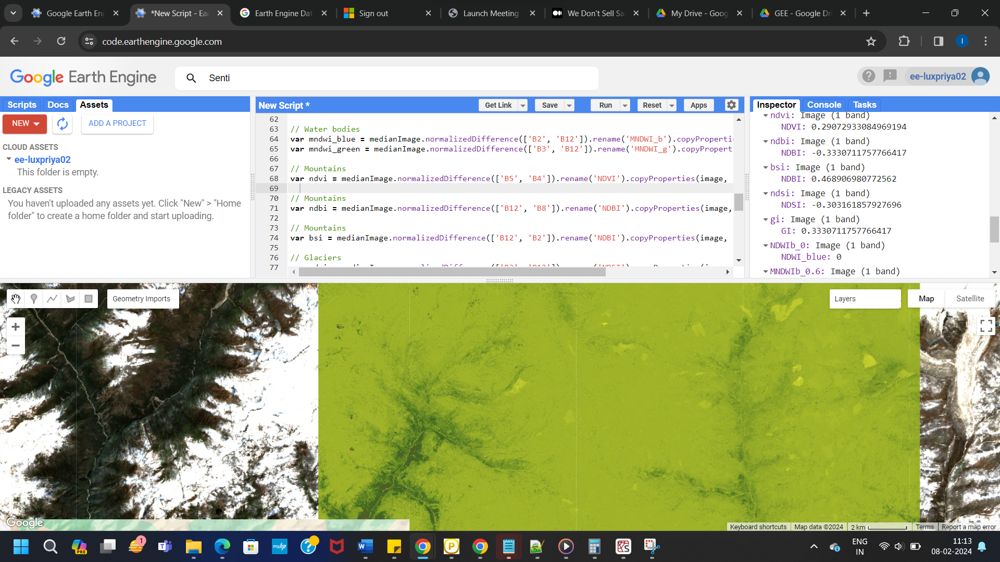 Google Earth Eng
*New Script - Ear
Earth Engine Dat
Sign out
Launch Meeting
We Don't Sell Sa
My Drive - Goog
GEE - Google Dri
code.earthengine.google.com
I
Google Earth Engine
Senti
ee-luxpriya02
Scripts
Docs
Assets
NEW
ADD A PROJECT
CLOUD ASSETS
ee-luxpriya02
This folder is empty.
LEGACY ASSETS
You haven't uploaded any assets yet. Click "New" > "Home
folder" to create a home folder and start uploading.
New Script *
Get Link
Save
Run
Reset
Apps
62
63 // Water bodies
64 var mndwi_blue = medianImage.normalizedDifference(['B2', 'B12']).rename('MNDWI_b').copyProperti
65 var mndwi_green = medianImage.normalizedDifference(['B3', 'B12']).rename('MNDWI_g').copyPropert
66
67 // Mountains
68 var ndvi = medianImage.normalizedDifference(['B5', 'B4']).rename('NDVI').copyProperties(image,
69
70 // Mountains
71 var ndbi = medianImage.normalizedDifference(['B12', 'B8']).rename('NDBI').copyProperties(image,
72
73 // Mountains
74 var bsi = medianImage.normalizedDifference(['B12', 'B2']).rename('NDBI').copyProperties(image,
75
76 // Glaciers
77
Inspector
Console
Tasks
ndvi: Image (1 band)
NDVI: 0.29072933084969194
ndbi: Image (1 band)
NDBI: -0.3330711757766417
bsi: Image (1 band)
NDBI: 0.468906980772562
ndsi: Image (1 band)
NDSI: -0.303161857927696
gi: Image (1 band)
GI: 0.3330711757766417
NDWIb_0: Image (1 band)
NDWI_blue: 0
MNDWIb_0.6: Image (1 band)
Geometry Imports
Layers
Map
Satellite
Google
Keyboard shortcuts
Map data ©2024
2 km
Terms
Report a map error
PRE
1
myhp
ENG
IN
11:13
08-02-2024